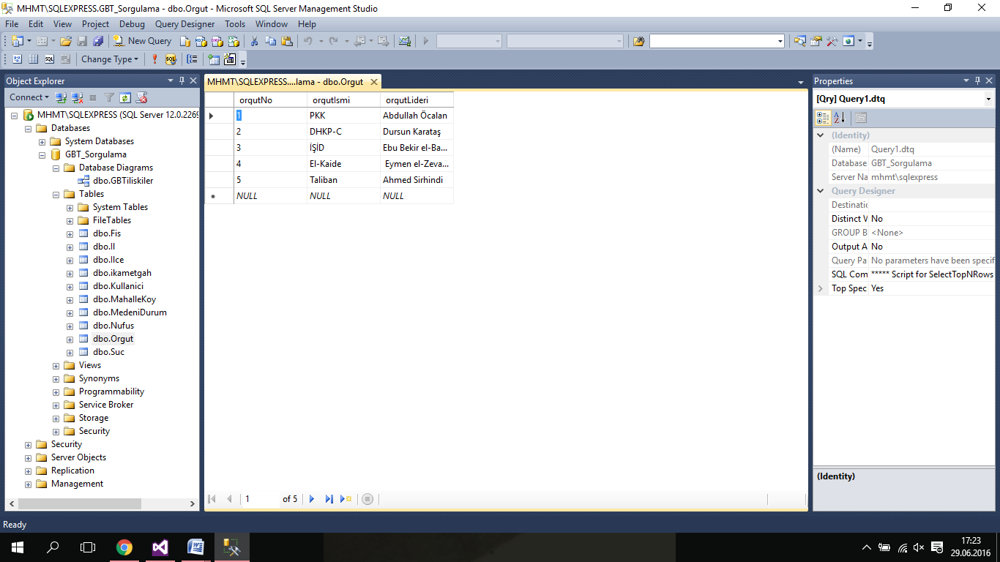 MHMT\SQLEXPRESS.GBT_Sorgulama - dbo.Orgut - Microsoft SQL Server Management Studio
File Edit View Project Debug Query Designer Tools Window Help
New Query
Change Type
Object Explorer
Connect
MHMT\SQLEXPRESS (SQL Server 12.0.2269
Databases
System Databases
GBT_Sorgulama
Database Diagrams
dbo.GBTiliskiler
Tables
System Tables
FileTables
dbo.Fis
dbo.Il
dbo.Ilce
dbo.ikametgah
dbo.Kullanici
dbo.MahalleKoy
dbo.MedeniDurum
dbo.Nufus
dbo.Orgut
dbo.Suc
Views
Synonyms
Programmability
Service Broker
Storage
Security
Security
Server Objects
Replication
Management
MHMT\SQLEXPRESS....lama - dbo.Orgut
orgutNo orgutIsmi orgutLideri
1 PKK Abdullah Öcalan
2 DHKP-C Dursun Karataş
3 İŞİD Ebu Bekir el-Ba...
4 El-Kaide Eymen el-Zeva...
5 Taliban Ahmed Sirhindi
NULL NULL NULL
1 of 5
Properties
[Qry] Query1.dtq
(Identity)
(Name) Query1.dtq
Database GBT_Sorgulama
Server Na mhmt\sqlexpress
Query Designer
Destinatic
Distinct V No
GROUP B <None>
Output A No
Query Pa No parameters have been specif
SQL Com ***** Script for SelectTopNRows
Top Spec Yes
(Identity)
Ready
17:23
29.06.2016